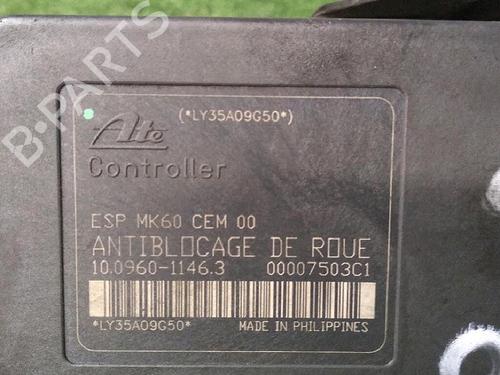 (*LY35A09G50*)
Ate
Controller
ESP MK60 CEM 00
ANTIBLOCAGE DE ROUE
10.0960-1146.3 00007503C1
*LY35A09G50* MADE IN PHILIPPINES
B-PARTS